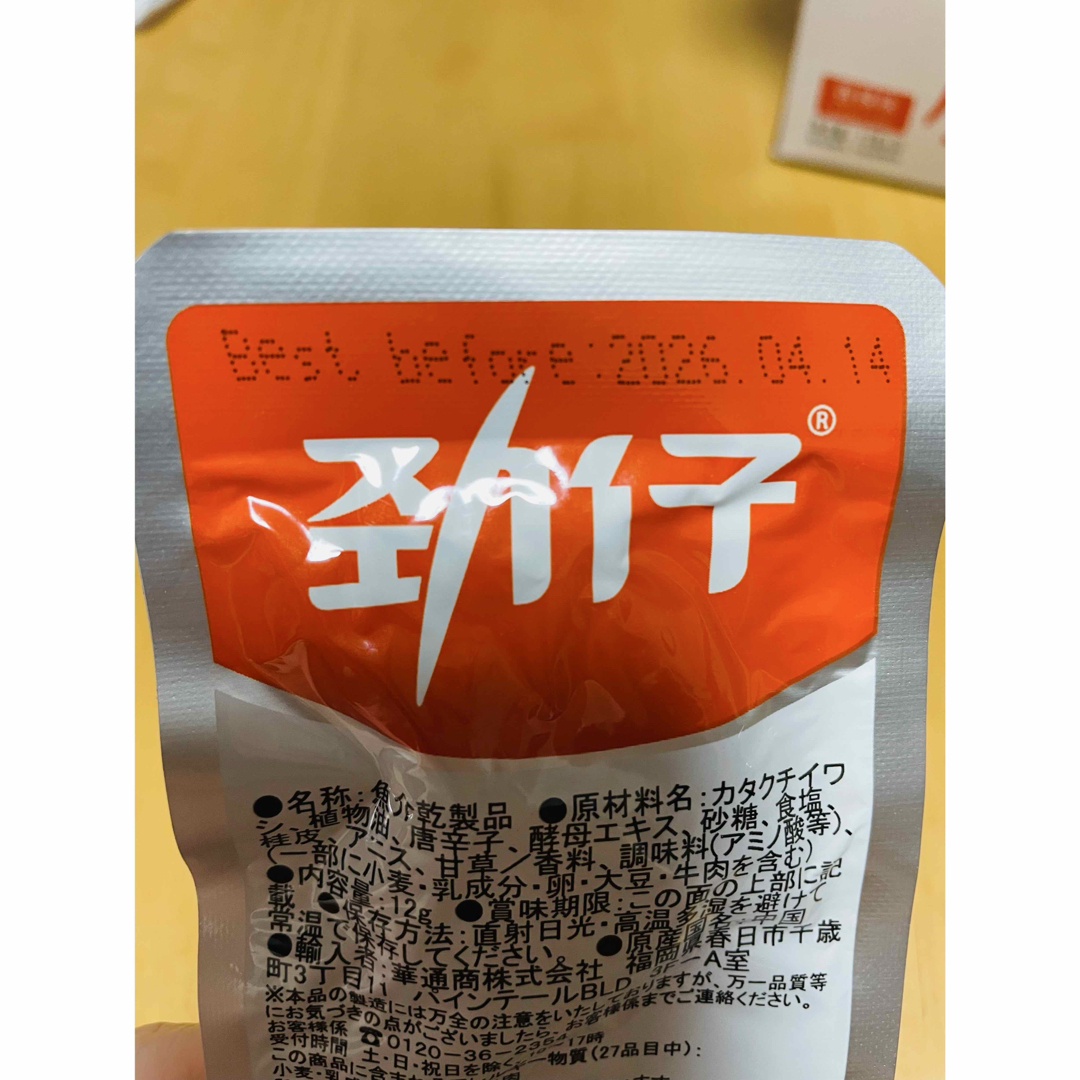 Best before:2026.04.14
劲仔®
●名称:魚介乾製品 ●原材料名:カタクチイワ
シ、植物油、唐辛子、酵母エキス、砂糖、食塩、
桂皮、アニス、甘草/香料、調味料(アミノ酸等)、
(一部に小麦・乳成分・卵・大豆・牛肉を含む)
●内容量:12g ●賞味期限:この面の上部に記
載 ●保存方法:直射日光・高温多湿を避けて
常温で保存してください。 ●原産国名:中国
●輸入者:華通商株式会社 福岡県春日市千歳
町3丁目11 パインテールBLD 3F-A室
※本品の製造には万全の注意をいたしておりますが、万一品質等
にお気づきの点がございましたら、お客様係までご連絡ください。
お客様係 ☎0120-36-2354
受付時間 土・日・祝日を除く 17時
この商品に含まれ 物質(27品目中):
小麦・乳